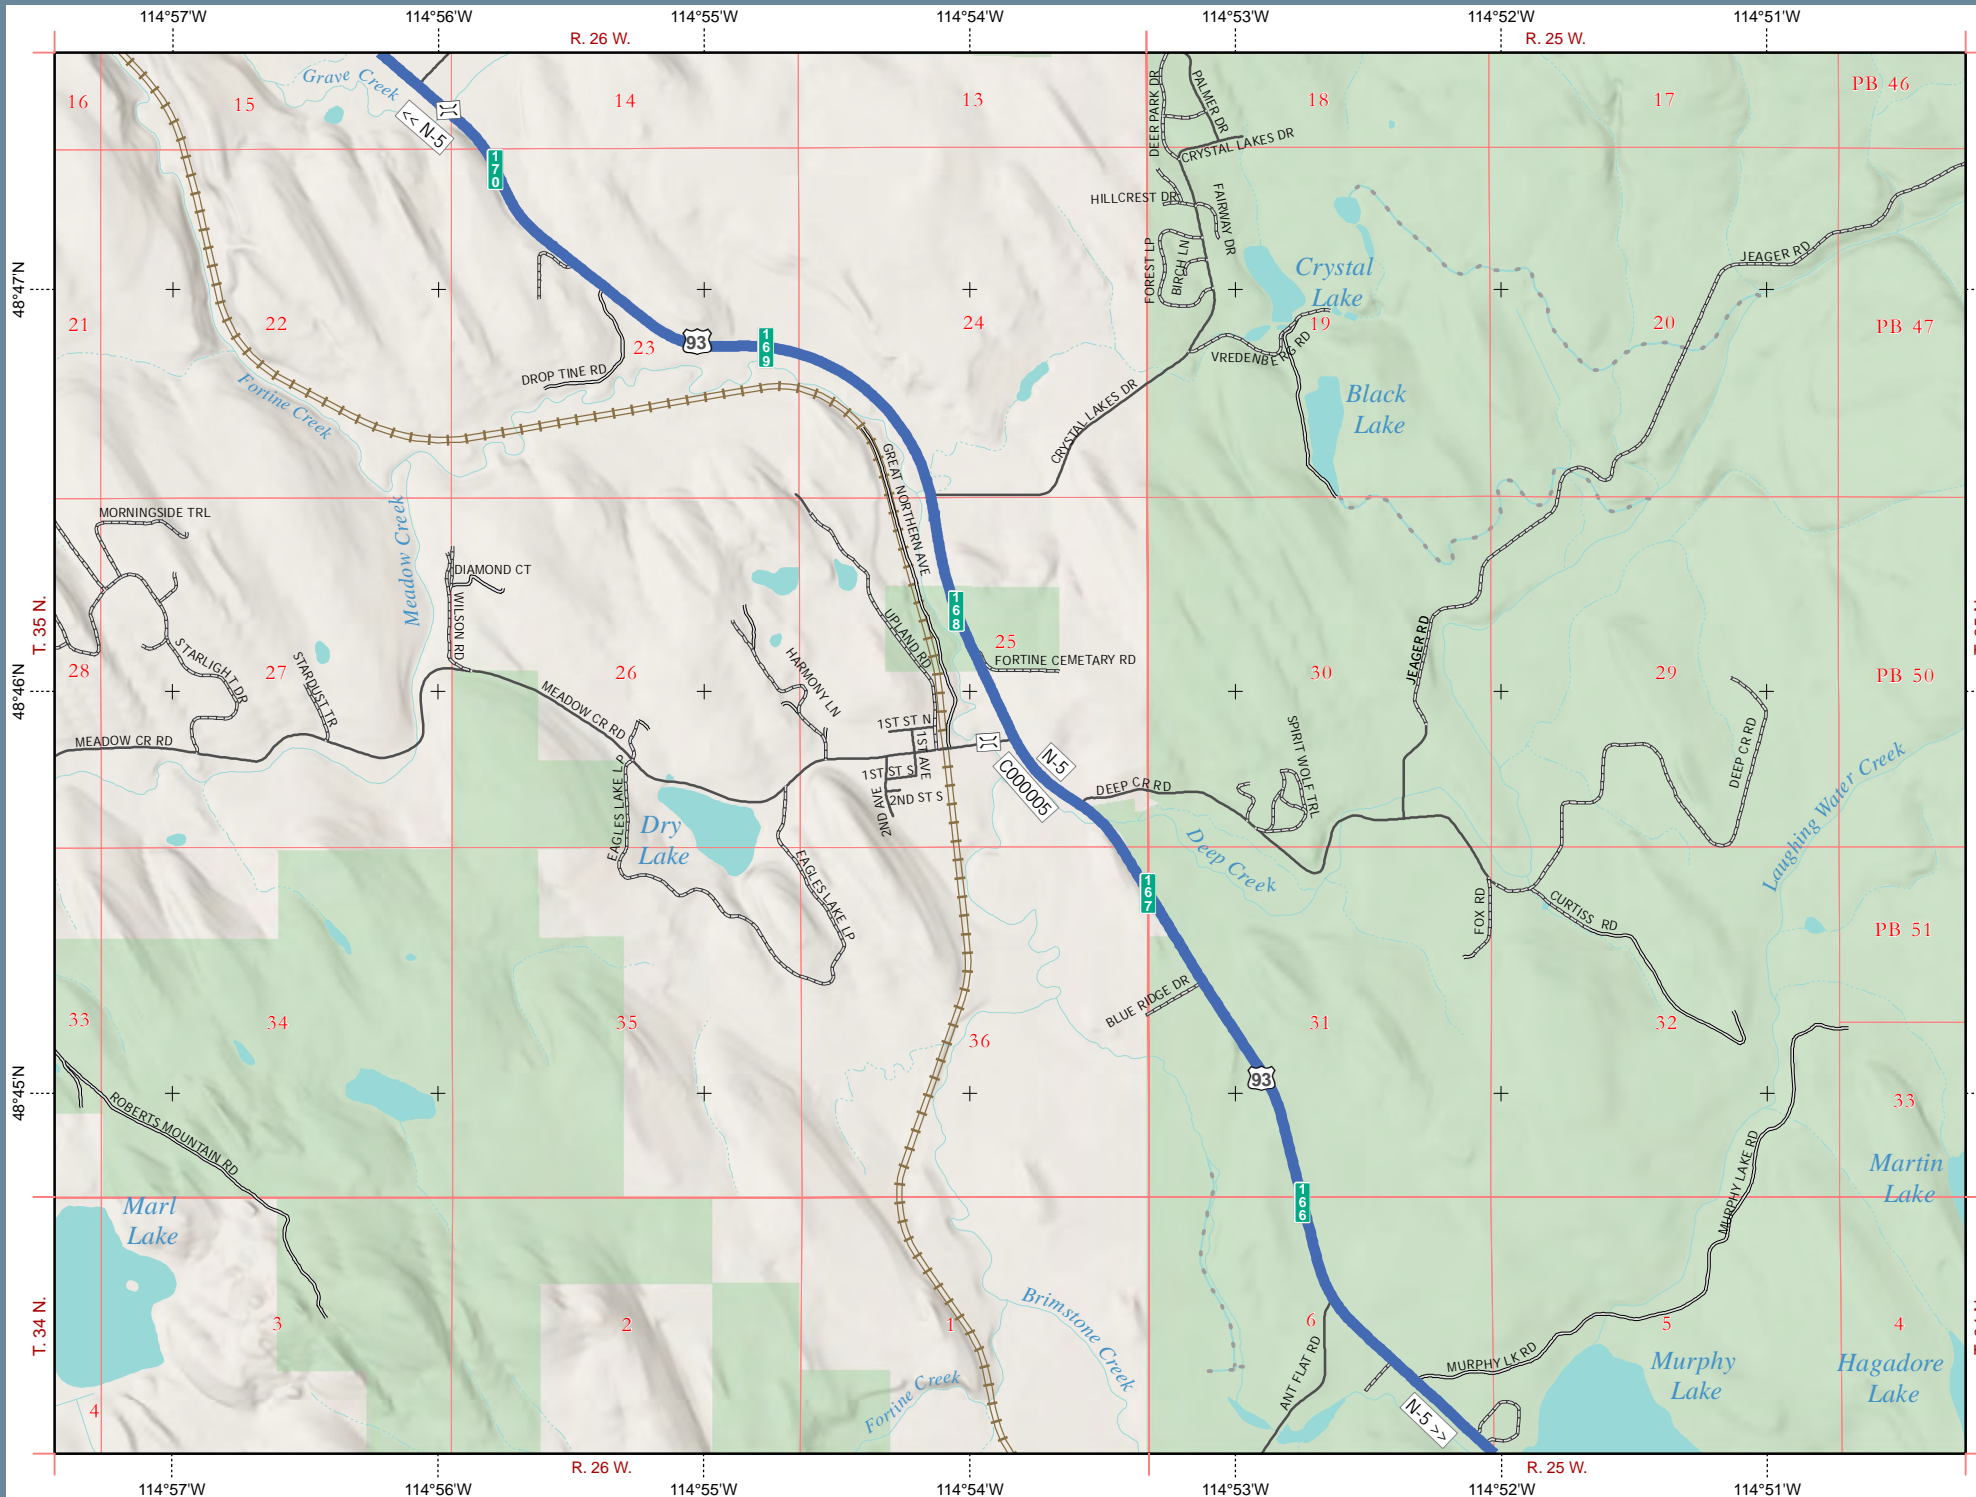 114°57'W
114°56'W
114°55'W
114°54'W
114°53'W
114°52'W
114°51'W
R. 26 W.
R. 25 W.
Grave Creek
16
15
14
13
18
17
PB 46
<< N-5
170
DEER PARK DR
PALMER DR
CRYSTAL LAKES DR
HILLCREST DR
FAIRWAY DR
FOREST LP
BIRCH LN
Crystal
Lake
JEAGER RD
48°47'N
21
22
23
24
19
20
PB 47
93
169
DROP TINE RD
VREDENBERG RD
Fortine Creek
CRYSTAL LAKES DR
Black
Lake
GREAT NORTHERN AVE
Meadow Creek
MORNINGSIDE TRL
DIAMOND CT
WILSON RD
T. 35 N.
168
UPLAND RD
25
FORTINE CEMETARY RD
JEAGER RD
28
27
26
30
29
PB 50
STARLIGHT DR
STARDUST TR
HARMONY LN
48°46'N
MEADOW CR RD
MEADOW CR RD
1ST ST N
1ST AVE
1ST ST S
2ND ST S
2ND AVE
N-5
C000005
DEEP CR RD
SPIRIT WOLF TRL
DEEP CR RD
Laughing Water Creek
EAGLES LAKE LP
Dry
Lake
EAGLES LAKE LP
Deep Creek
167
FOX RD
CURTISS RD
PB 51
BLUE RIDGE DR
33
34
35
36
31
32
93
48°45'N
33
ROBERTS MOUNTAIN RD
MURPHY LAKE RD
Martin
Lake
Marl
Lake
166
T. 34 N.
3
2
1
6
5
4
Brimstone Creek
ANT FLAT RD
MURPHY LK RD
Murphy
Lake
Hagadore
Lake
Fortine Creek
4
N-5 >>
R. 26 W.
R. 25 W.
114°57'W
114°56'W
114°55'W
114°54'W
114°53'W
114°52'W
114°51'W